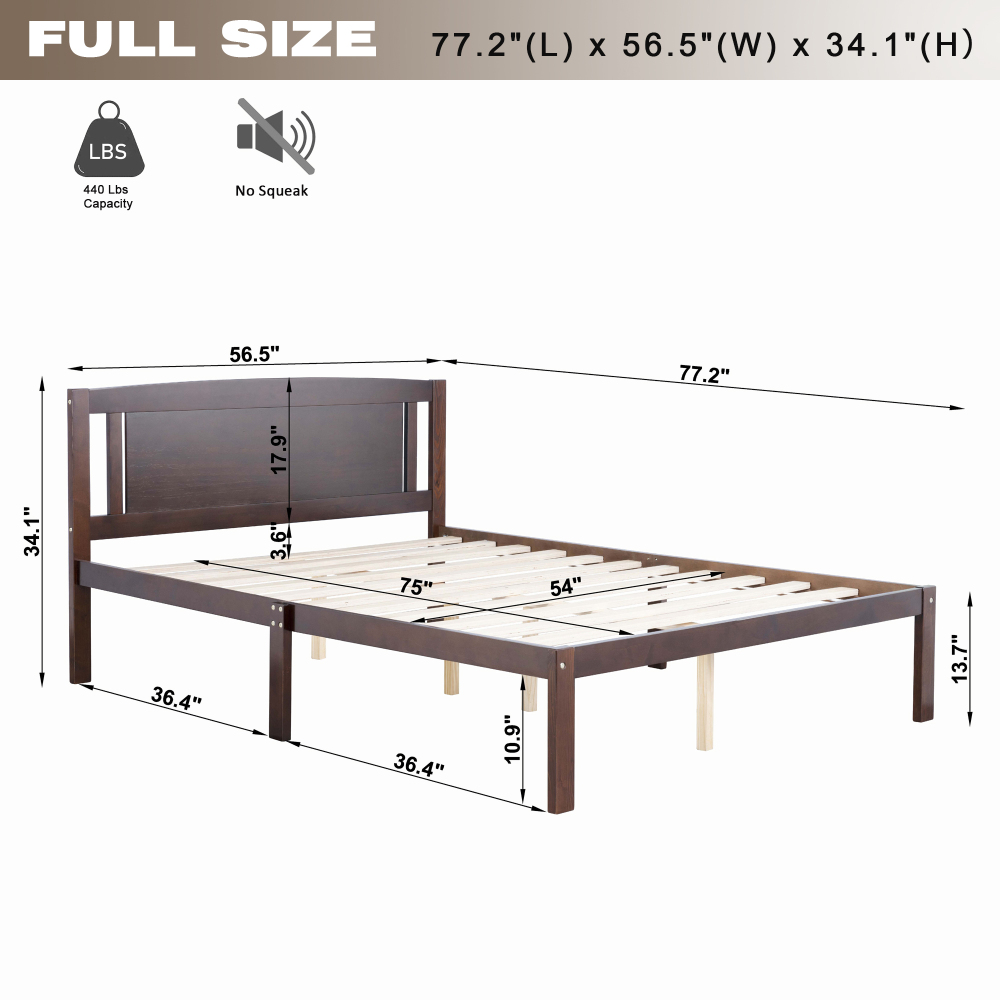 FULL SIZE
77.2"(L) x 56.5"(W) x 34.1"(H)
LBS
440 Lbs
Capacity
No Squeak
56.5"
77.2"
17.9"
34.1"
3.6"
75"
54"
13.7"
36.4"
10.9"
36.4"